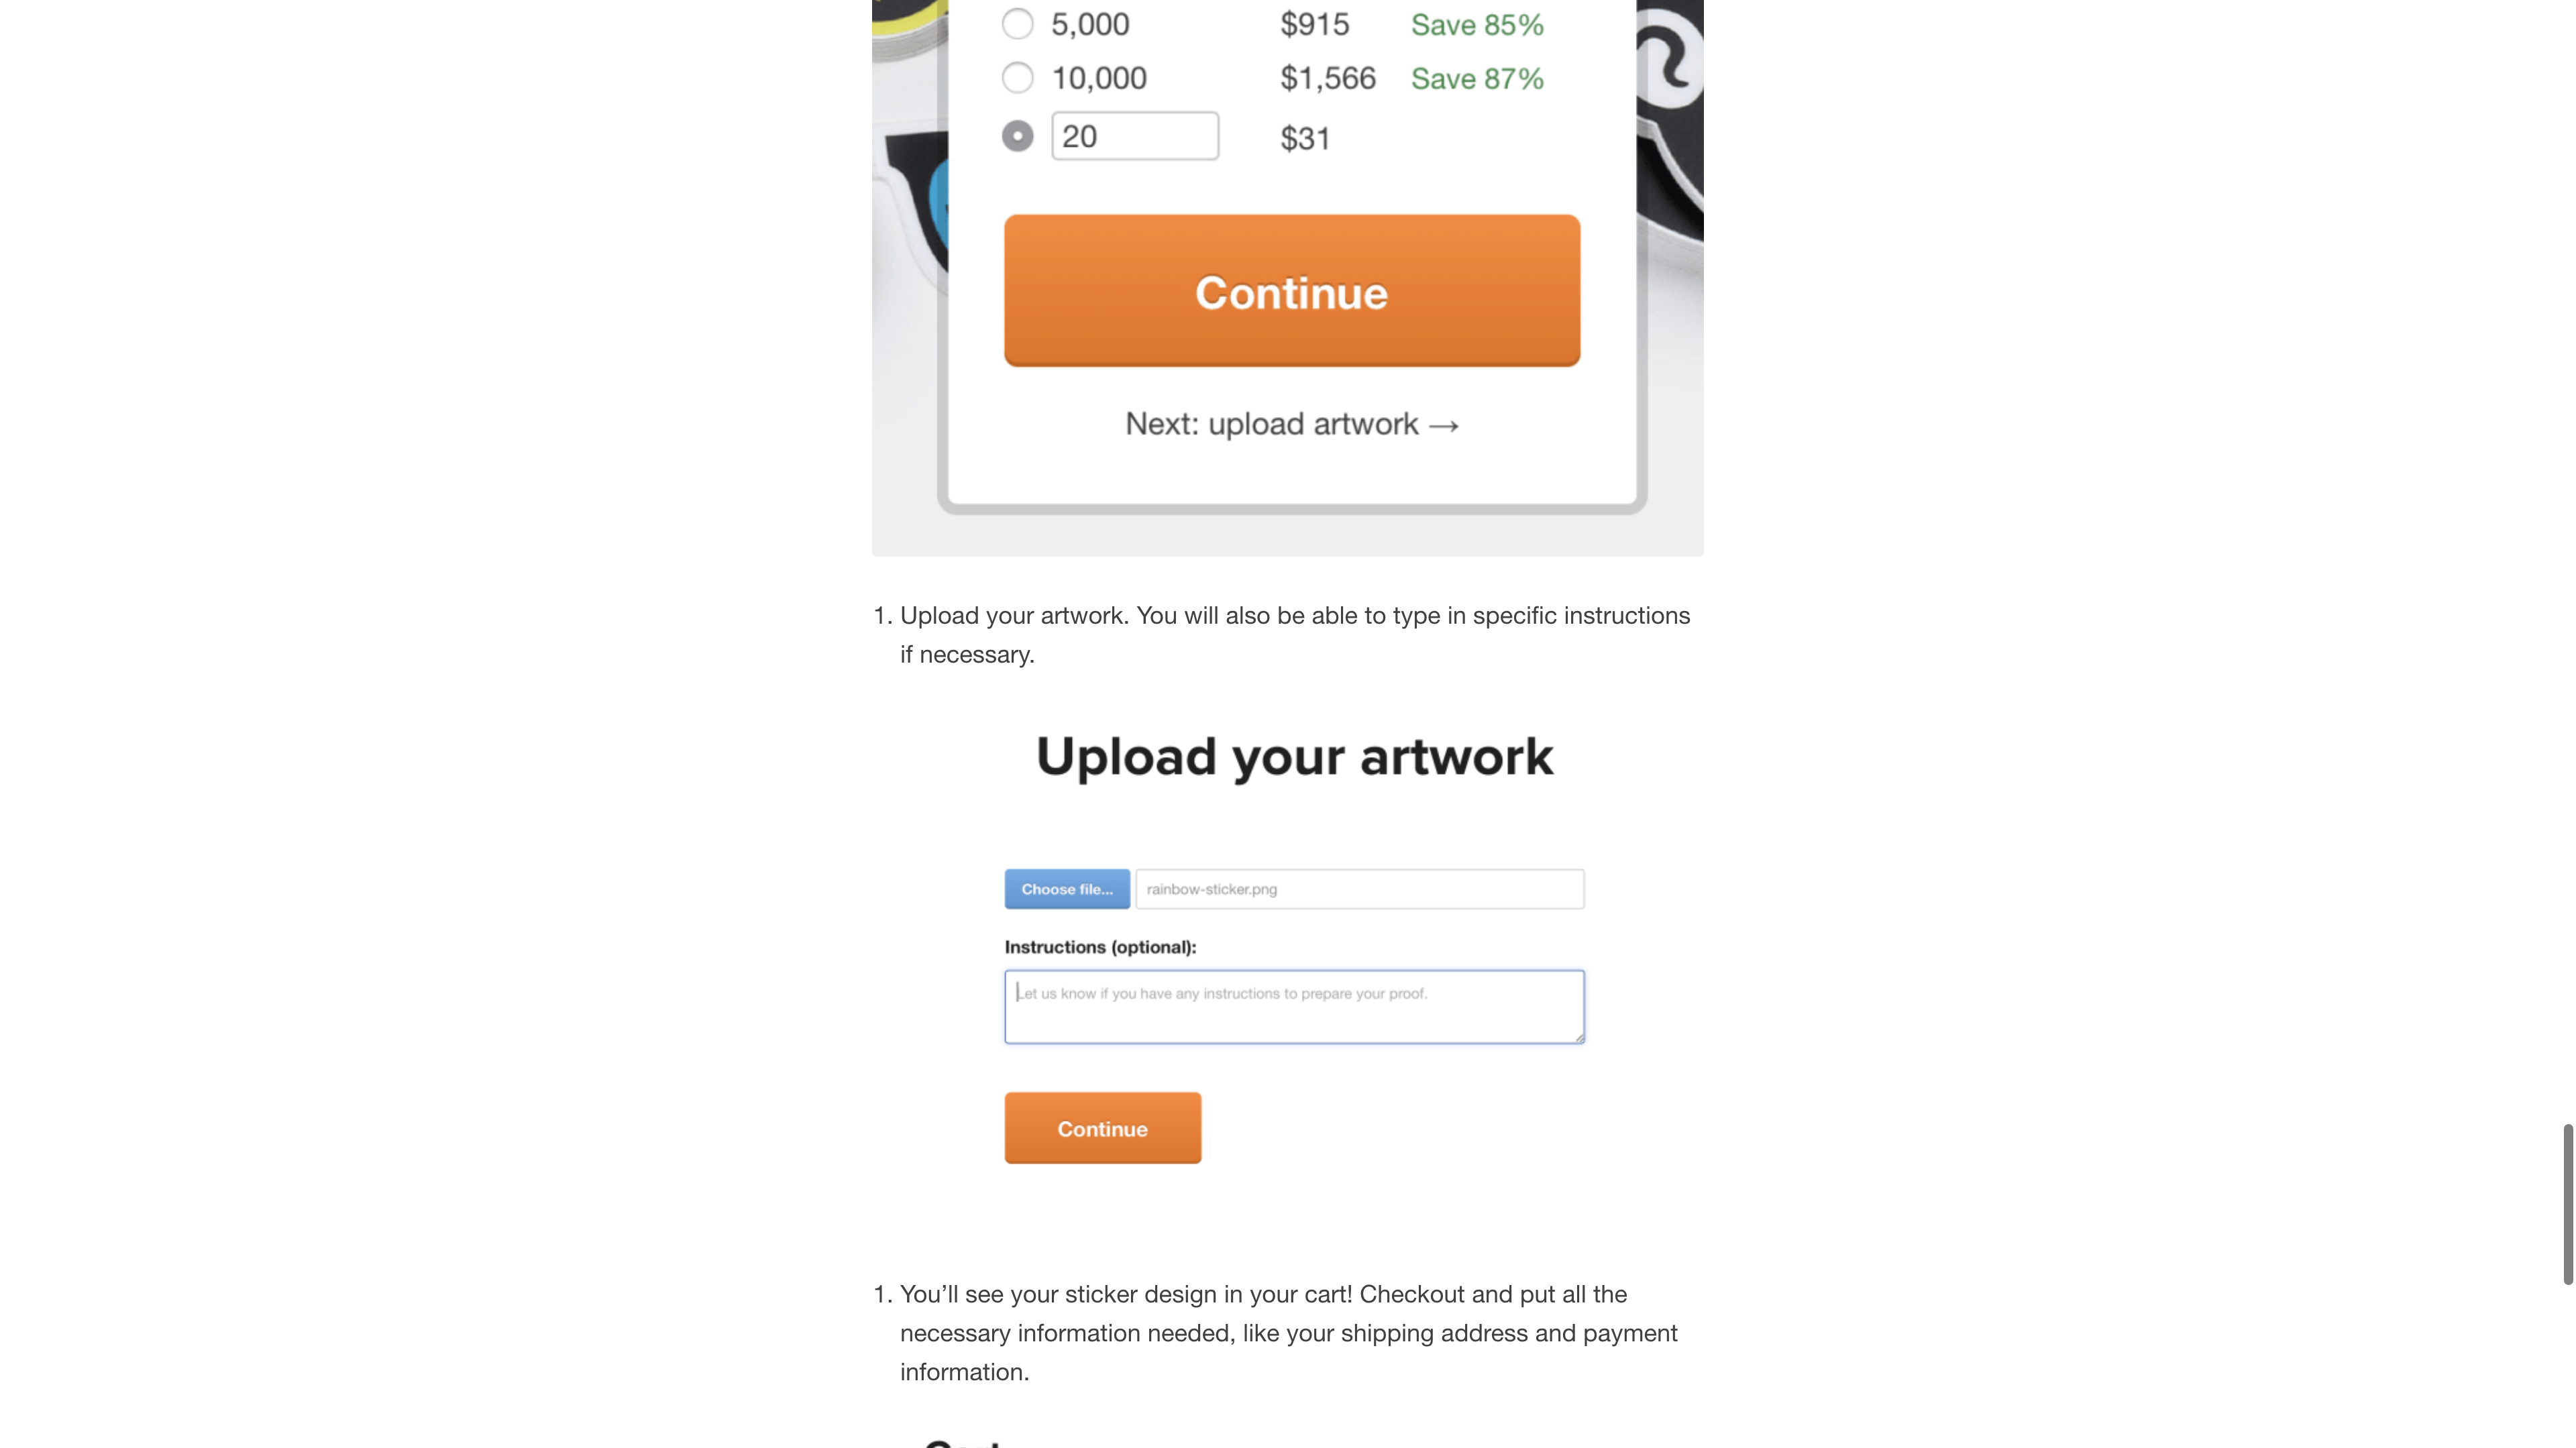 5,000 $915 Save 85%
10,000 $1,566 Save 87%
20 $31
Continue
Next: upload artwork →
1. Upload your artwork. You will also be able to type in specific instructions
if necessary.
Upload your artwork
Choose file... rainbow-sticker.png
Instructions (optional):
Let us know if you have any instructions to prepare your proof.
Continue
1. You’ll see your sticker design in your cart! Checkout and put all the
necessary information needed, like your shipping address and payment
information.